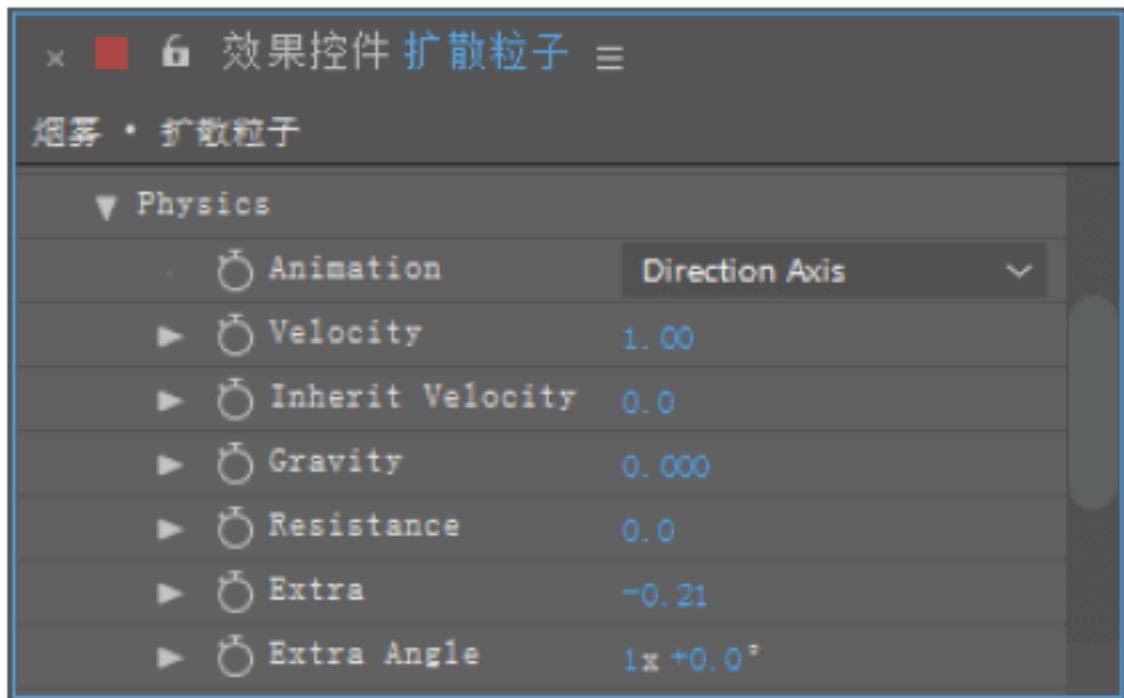 × 效果控件 扩散粒子 ≡
烟雾 • 扩散粒子
Physics
Animation Direction Axis
Velocity 1.00
Inherit Velocity 0.0
Gravity 0.000
Resistance 0.0
Extra -0.21
Extra Angle 1x+0.0°